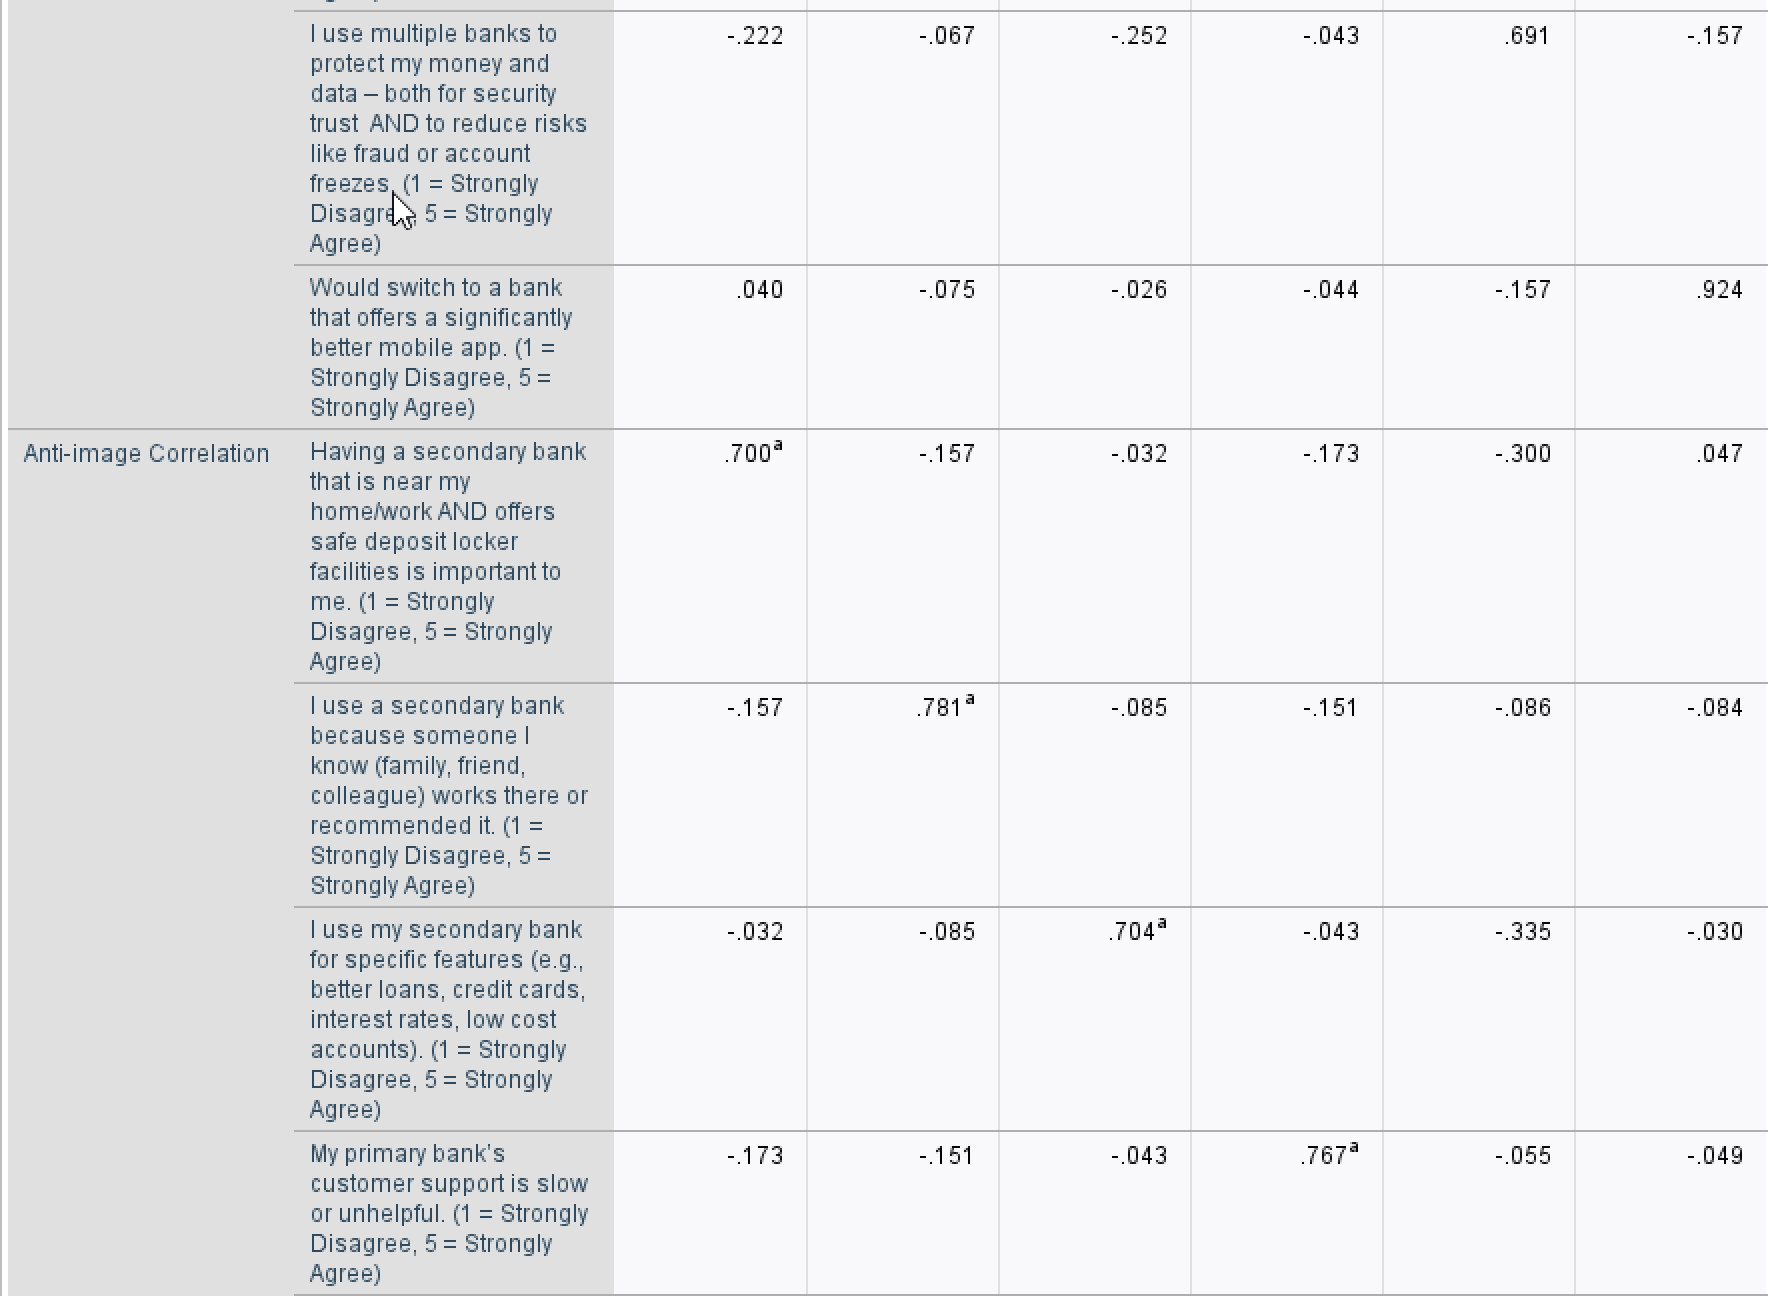 I use multiple banks to -.222 -.067 -.252 -.043 .691 -.157
protect my money and
data – both for security
trust  AND to reduce risks
like fraud or account
freezes. (1 = Strongly
Disagree, 5 = Strongly
Agree)
Would switch to a bank .040 -.075 -.026 -.044 -.157 .924
that offers a significantly
better mobile app. (1 =
Strongly Disagree, 5 =
Strongly Agree)
Anti-image Correlation Having a secondary bank .700a -.157 -.032 -.173 -.300 .047
that is near my
home/work AND offers
safe deposit locker
facilities is important to
me. (1 = Strongly
Disagree, 5 = Strongly
Agree)
I use a secondary bank -.157 .781a -.085 -.151 -.086 -.084
because someone I
know (family, friend,
colleague) works there or
recommended it. (1 =
Strongly Disagree, 5 =
Strongly Agree)
I use my secondary bank -.032 -.085 .704a -.043 -.335 -.030
for specific features (e.g.,
better loans, credit cards,
interest rates, low cost
accounts). (1 = Strongly
Disagree, 5 = Strongly
Agree)
My primary bank's -.173 -.151 -.043 .767a -.055 -.049
customer support is slow
or unhelpful. (1 = Strongly
Disagree, 5 = Strongly
Agree)